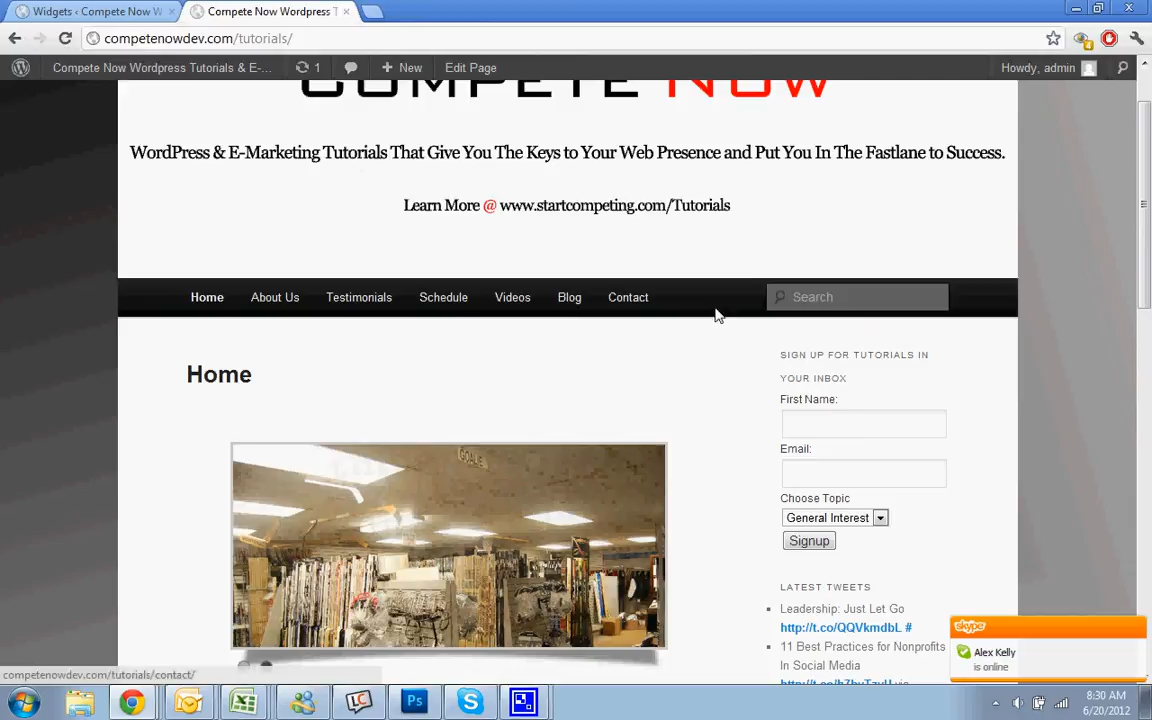 Widgets ‹ Compete Now W
Compete Now Wordpress T
competenowdev.com/tutorials/
Compete Now Wordpress Tutorials & E-...
1
New
Edit Page
Howdy, admin
COMPETE NOW
WordPress & E-Marketing Tutorials That Give You The Keys to Your Web Presence and Put You In The Fastlane to Success.
Learn More @ www.startcompeting.com/Tutorials
Home
About Us
Testimonials
Schedule
Videos
Blog
Contact
Search
Home
SIGN UP FOR TUTORIALS IN
YOUR INBOX
First Name:
Email:
Choose Topic
General Interest
Signup
GOALIE
LATEST TWEETS
Leadership: Just Let Go
http://t.co/QQVkmdbL #
11 Best Practices for Nonprofits
In Social Media
skype
Alex Kelly
is online
competenowdev.com/tutorials/contact/
8:30 AM
6/20/2012